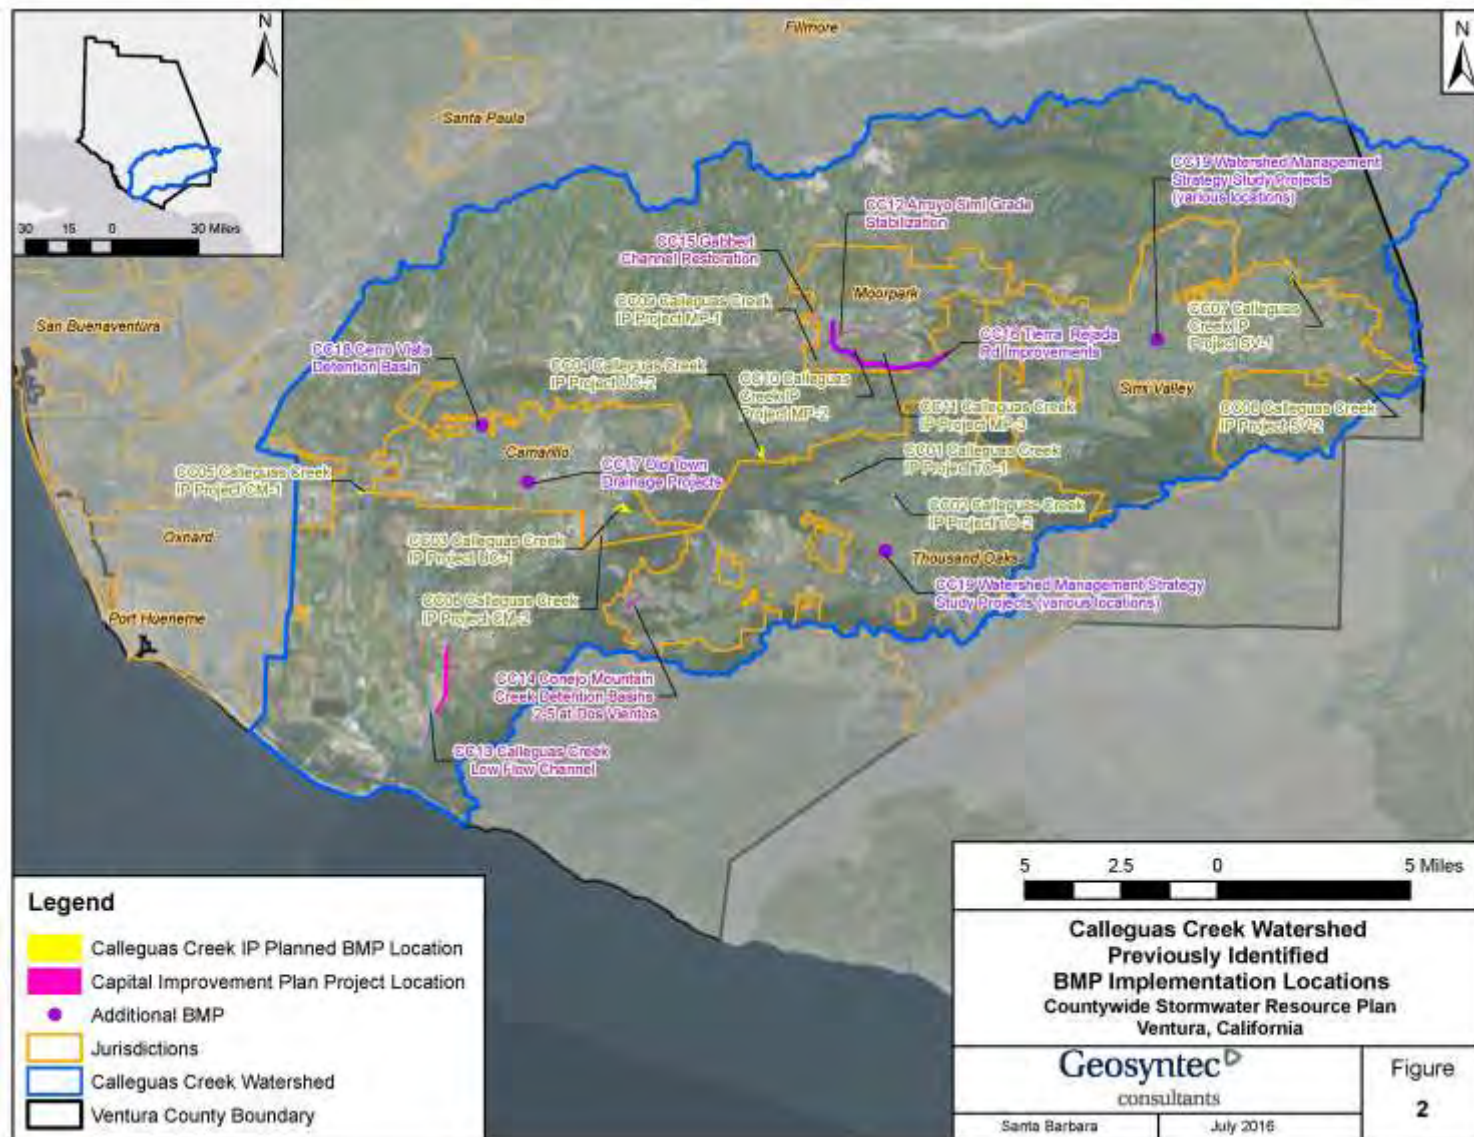 N
30 15 0 30 Miles
N
Fillmore
Santa Paula
CC19 Watershed Management
Strategy Study Projects
(various locations)
CC12 Arroyo Simi Grade
Stabilization
CC15 Gabbert
Channel Restoration
Moorpark
Calleguas Creek
IP Project MP-1
CC07 Calleguas
Creek IP
Project SV-1
San Buenaventura
CC16 Tierra Rejada
Rd Improvements
CC18 Cerro Vista
Detention Basin
CC04 Calleguas Creek
IP Project UC-2
CC10 Calleguas
Creek IP
Project MP-2
Simi Valley
CC11 Calleguas Creek
IP Project MP-3
Calleguas Creek
IP Project SV-2
Camarillo
CC01 Calleguas Creek
IP Project TO-1
CC05 Calleguas Creek
IP Project CM-1
CC17 Old Town
Drainage Projects
CC02 Calleguas Creek
IP Project TO-2
Oxnard
CC03 Calleguas Creek
IP Project UC-1
Thousand Oaks
CC19 Watershed Management Strategy
Study Projects (various locations)
CC06 Calleguas Creek
IP Project CM-2
Port Hueneme
CC14 Conejo Mountain
Creek Detention Basins
2-5 at Dos Vientos
CC13 Calleguas Creek
Low Flow Channel
Legend
Calleguas Creek IP Planned BMP Location
Capital Improvement Plan Project Location
Additional BMP
Jurisdictions
Calleguas Creek Watershed
Ventura County Boundary
5 2.5 0 5 Miles
Calleguas Creek Watershed
Previously Identified
BMP Implementation Locations
Countywide Stormwater Resource Plan
Ventura, California
Geosyntec
consultants
Santa Barbara July 2016
Figure
2